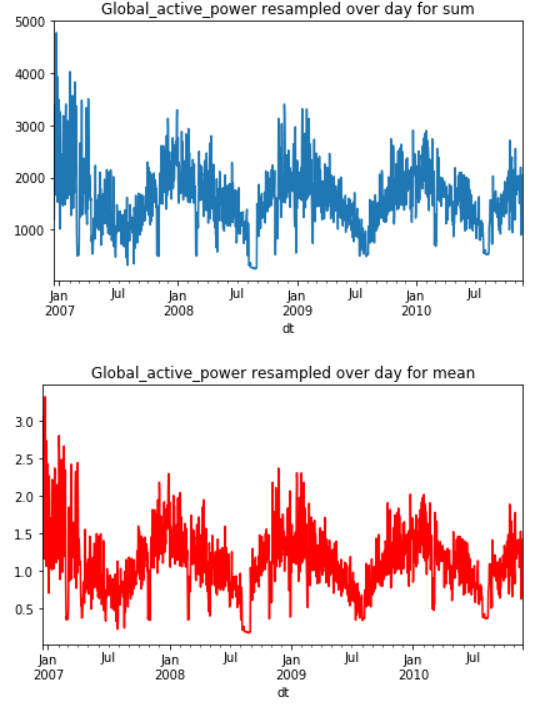 Global_active_power resampled over day for sum
5000
4000
3000
2000
1000
Jan Jul Jan Jul Jan Jul Jan Jul
2007 2008 2009 2010
dt
Global_active_power resampled over day for mean
3.0
2.5
2.0
1.5
1.0
0.5
Jan Jul Jan Jul Jan Jul Jan Jul
2007 2008 2009 2010
dt